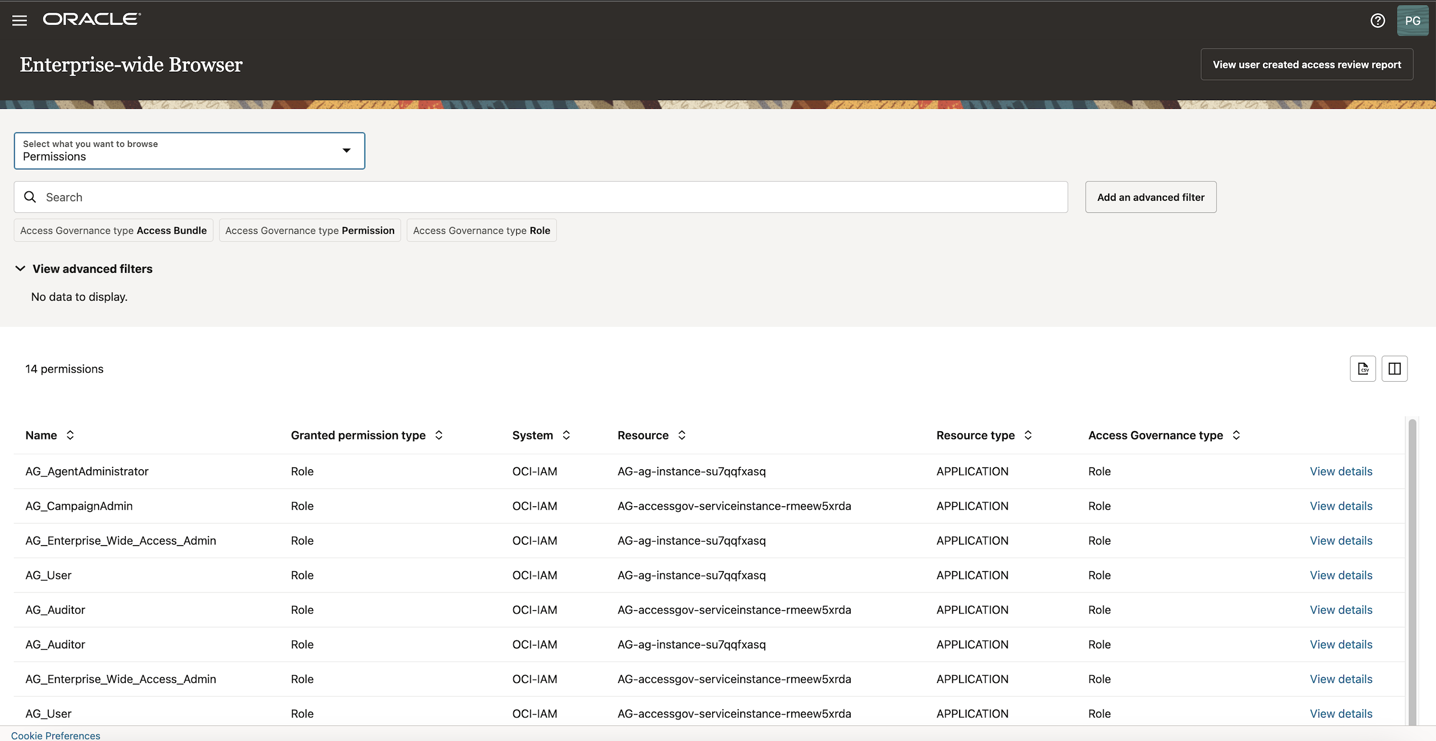 ORACLE
PG
Enterprise-wide Browser
View user created access review report
Select what you want to browse
Permissions
Search
Add an advanced filter
Access Governance type Access Bundle Access Governance type Permission Access Governance type Role
View advanced filters
No data to display.
14 permissions
CSV
Name Granted permission type System Resource Resource type Access Governance type
AG_AgentAdministrator Role OCI-IAM AG-ag-instance-su7qqfxasq APPLICATION Role View details
AG_CampaignAdmin Role OCI-IAM AG-accessgov-serviceinstance-rmeew5xrda APPLICATION Role View details
AG_Enterprise_Wide_Access_Admin Role OCI-IAM AG-ag-instance-su7qqfxasq APPLICATION Role View details
AG_User Role OCI-IAM AG-ag-instance-su7qqfxasq APPLICATION Role View details
AG_Auditor Role OCI-IAM AG-accessgov-serviceinstance-rmeew5xrda APPLICATION Role View details
AG_Auditor Role OCI-IAM AG-ag-instance-su7qqfxasq APPLICATION Role View details
AG_Enterprise_Wide_Access_Admin Role OCI-IAM AG-accessgov-serviceinstance-rmeew5xrda APPLICATION Role View details
AG_User Role OCI-IAM AG-accessgov-serviceinstance-rmeew5xrda APPLICATION Role View details
Cookie Preferences